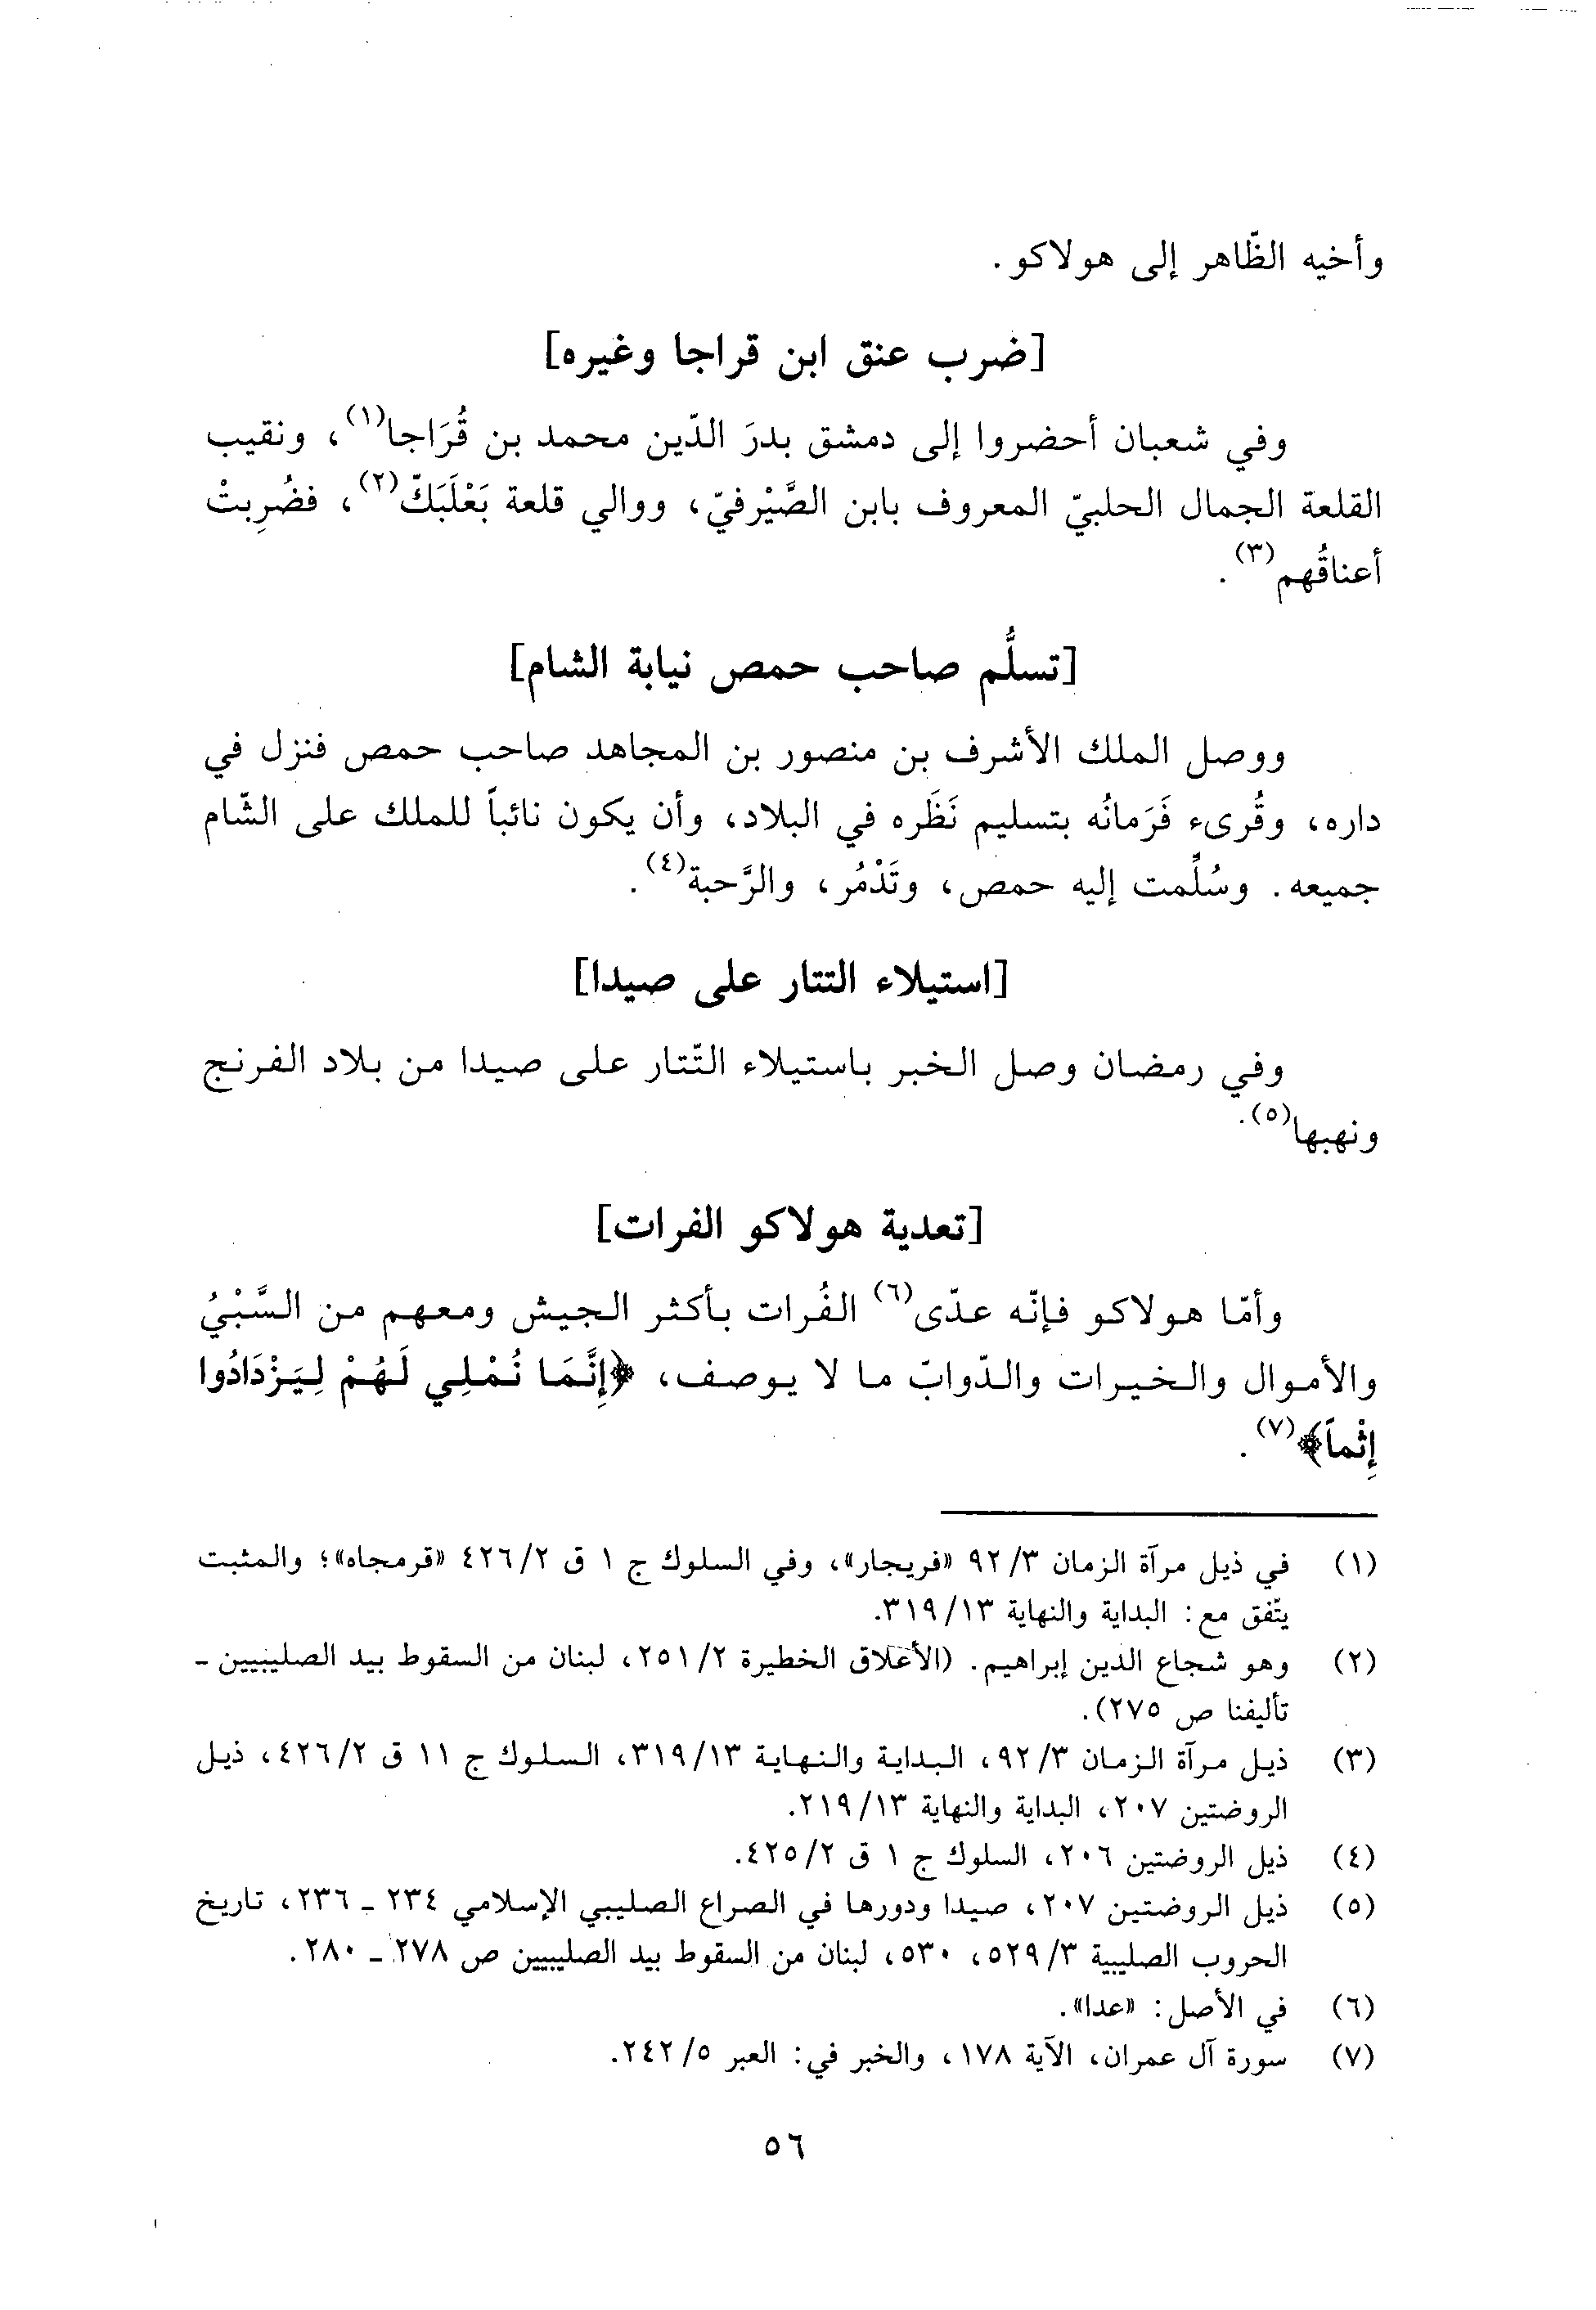 وأخيه الظّاهر إلى هولاكو.
[ضرب عنق ابن قراجا وغيره]
وفي شعبان أحضروا إلى دمشق بدرَ الدّين محمد بن قُرَاجا(١)، ونقيب
القلعة الجمال الحلبيّ المعروف بابن الصَّيْرفيّ، ووالي قلعة بَعْلَبَكّ(٢)، فضُرِبتْ
أعناقُهم(٣).
[تسلُّم صاحب حمص نيابة الشام]
ووصل الملك الأشرف بن منصور بن المجاهد صاحب حمص فنزل في
داره، وقُرىء فَرَمانُه بتسليم نَظَره في البلاد، وأن يكون نائباً للملك على الشّام
جميعه. وسُلِّمت إليه حمص، وتَدْمُر، والرَّحبة(٤).
[استيلاء التتار على صيدا]
وفي رمضان وصل الخبر باستيلاء التّتار على صيدا من بلاد الفرنج
ونهبها(٥).
[تعدية هولاكو الفرات]
وأمّا هولاكو فإنّه عدّى(٦) الفُرات بأكثر الجيش ومعهم من السَّبْيُ
والأموال والخيرات والدّوابّ ما لا يوصف، ﴿إِنَّمَا نُمْلِي لَهُمْ لِيَزْدَادُوا
إِثْماً﴾(٧).
(١) في ذيل مرآة الزمان ٩٢/٣ «فريجار»، وفي السلوك ج ١ ق ٤٢٦/٢ «قرمجاه»؛ والمثبت
يتّفق مع: البداية والنهاية ٣١٩/١٣.
(٢) وهو شجاع الدين إبراهيم. (الأعلاق الخطيرة ٢٥١/٢، لبنان من السقوط بيد الصليبيين ـ
تأليفنا ص ٢٧٥).
(٣) ذيل مرآة الزمان ٩٢/٣، البداية والنهاية ٣١٩/١٣، السلوك ج ١١ ق ٤٢٦/٢، ذيل
الروضتين ٢٠٧، البداية والنهاية ٢١٩/١٣.
(٤) ذيل الروضتين ٢٠٦، السلوك ج ١ ق ٤٢٥/٢.
(٥) ذيل الروضتين ٢٠٧، صيدا ودورها في الصراع الصليبي الإسلامي ٢٣٤ ـ ٢٣٦، تاريخ
الحروب الصليبية ٥٢٩/٣، ٥٣٠، لبنان من السقوط بيد الصليبيين ص ٢٧٨ ـ ٢٨٠.
(٦) في الأصل: «عدا».
(٧) سورة آل عمران، الآية ١٧٨، والخبر في: العبر ٢٤٢/٥.
٥٦